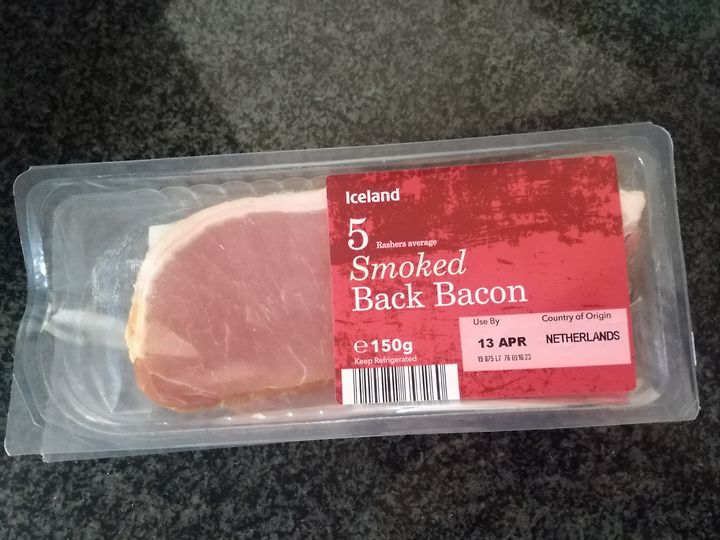 Iceland
5 Rashers average
Smoked
Back Bacon
Use By
13 APR
Country of Origin
NETHERLANDS
℮150g
Keep Refrigerated